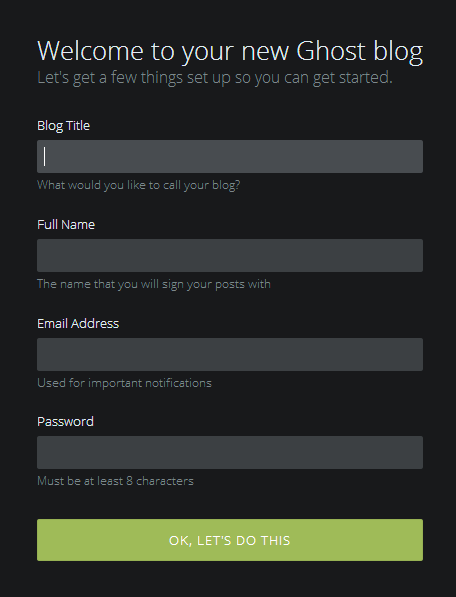 Welcome to your new Ghost blog
Let's get a few things set up so you can get started.
Blog Title
What would you like to call your blog?
Full Name
The name that you will sign your posts with
Email Address
Used for important notifications
Password
Must be at least 8 characters
OK, LET'S DO THIS